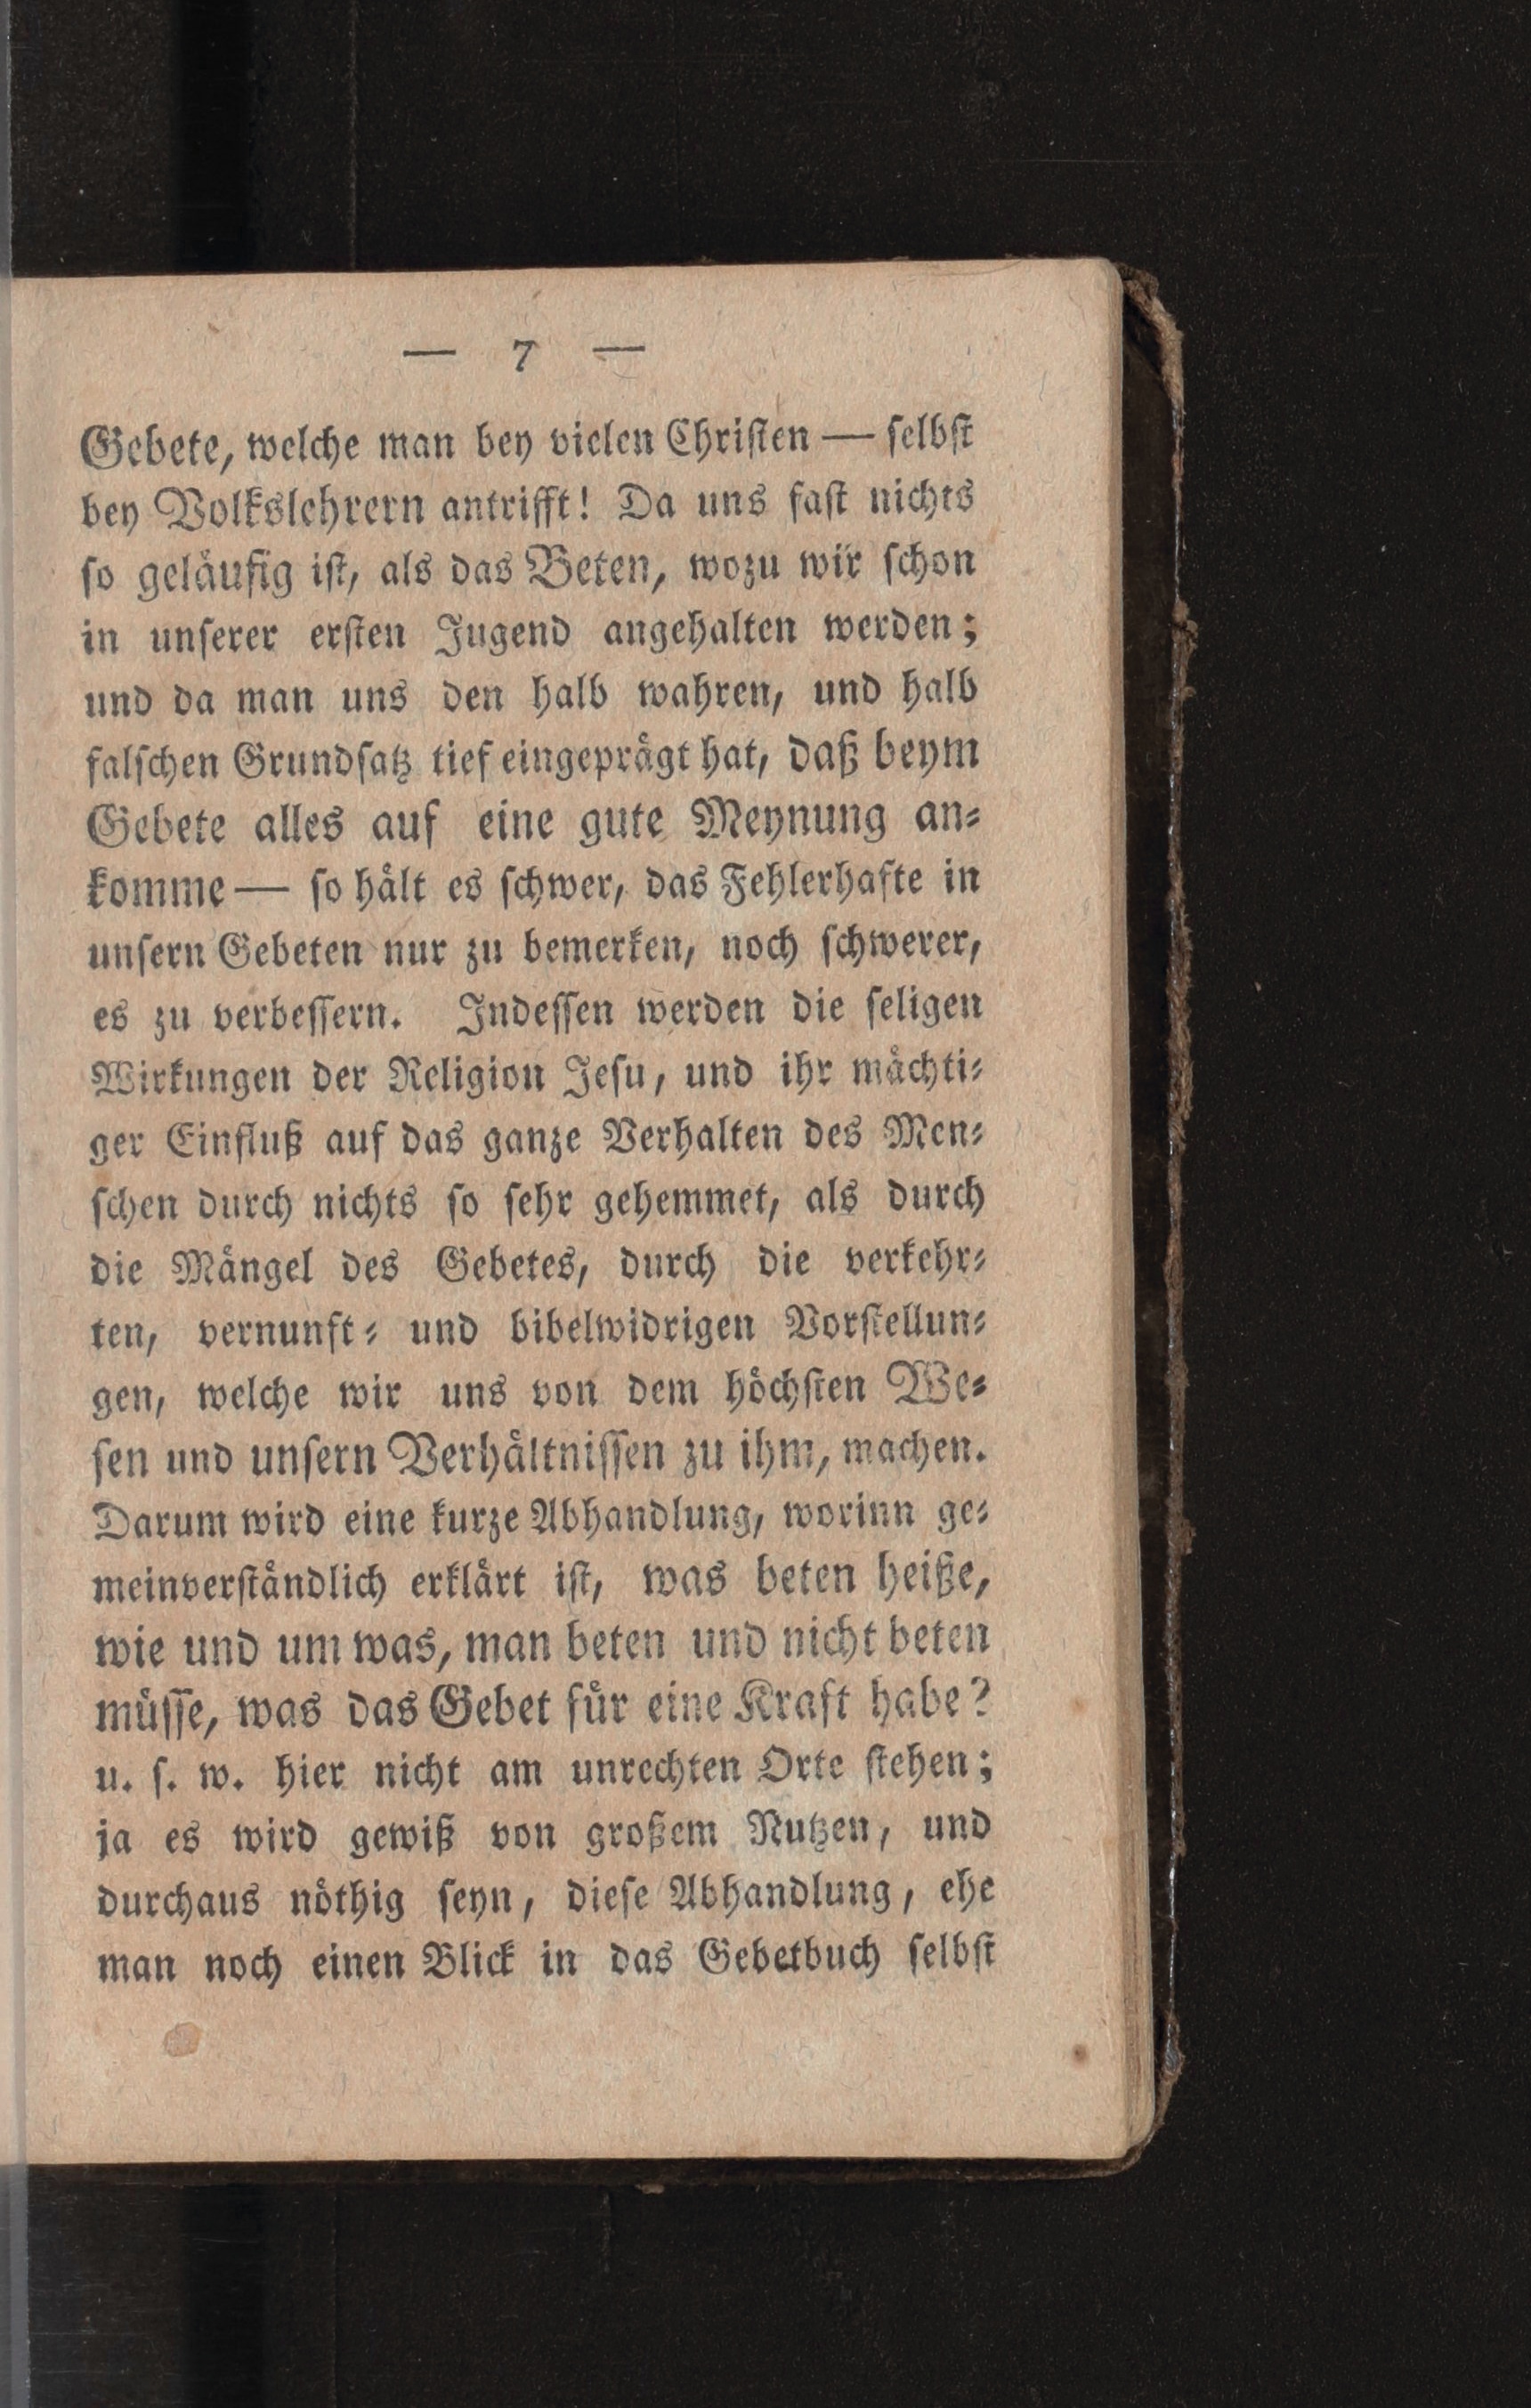 — 7 —
Gebete, welche man bey vielen Christen — selbst
bey Volkslehrern antrifft! Da uns fast nichts
so geläufig ist, als das Beten, wozu wir schon
in unserer ersten Jugend angehalten werden;
und da man uns den halb wahren, und halb
falschen Grundsatz tief eingeprägt hat, daß beym
Gebete alles auf eine gute Meynung an-
komme — so hält es schwer, das Fehlerhafte in
unsern Gebeten nur zu bemerken, noch schwerer,
es zu verbessern. Indessen werden die seligen
Wirkungen der Religion Jesu, und ihr mächti-
ger Einfluß auf das ganze Verhalten des Men-
schen durch nichts so sehr gehemmet, als durch
die Mängel des Gebetes, durch die verkehr-
ten, vernunft- und bibelwidrigen Vorstellun-
gen, welche wir uns von dem höchsten We-
sen und unsern Verhältnissen zu ihm, machen.
Darum wird eine kurze Abhandlung, worinn ge-
meinverständlich erklärt ist, was beten heiße,
wie und um was, man beten und nicht beten
müsse, was das Gebet für eine Kraft habe?
u. s. w. hier nicht am unrechten Orte stehen;
ja es wird gewiß von großem Nutzen, und
durchaus nöthig seyn, diese Abhandlung, ehe
man noch einen Blick in das Gebetbuch selbst